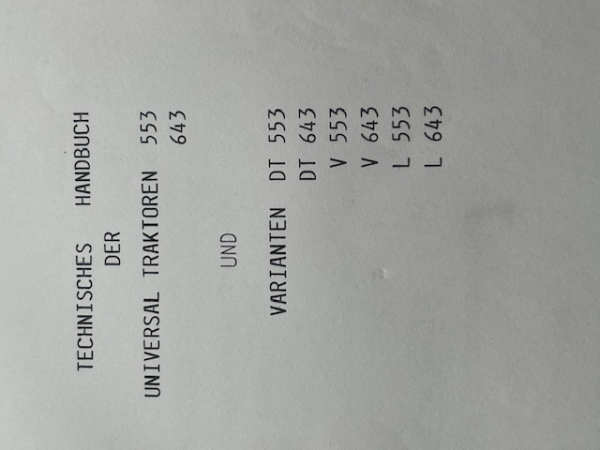 TECHNISCHES HANDBUCH
DER
UNIVERSAL TRAKTOREN 553
643
UND
VARIANTEN DT 553
DT 643
V 553
V 643
L 553
L 643